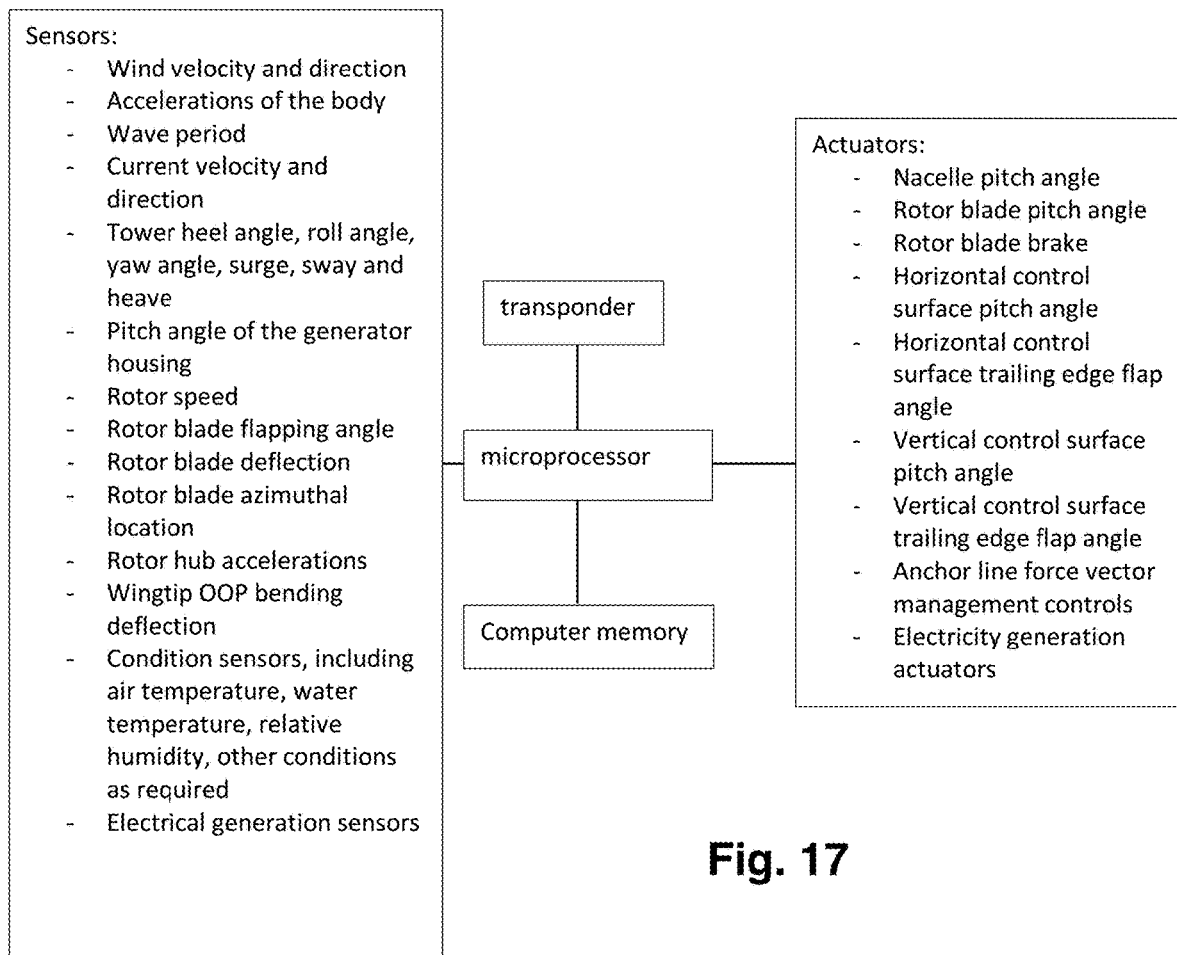 Sensors:
- Wind velocity and direction
- Accelerations of the body
- Wave period
- Current velocity and
direction
- Tower heel angle, roll angle,
yaw angle, surge, sway and
heave
- Pitch angle of the generator
housing
- Rotor speed
- Rotor blade flapping angle
- Rotor blade deflection
- Rotor blade azimuthal
location
- Rotor hub accelerations
- Wingtip OOP bending
deflection
- Condition sensors, including
air temperature, water
temperature, relative
humidity, other conditions
as required
- Electrical generation sensors
transponder
microprocessor
Computer memory
Actuators:
- Nacelle pitch angle
- Rotor blade pitch angle
- Rotor blade brake
- Horizontal control
surface pitch angle
- Horizontal control
surface trailing edge flap
angle
- Vertical control surface
pitch angle
- Vertical control surface
trailing edge flap angle
- Anchor line force vector
management controls
- Electricity generation
actuators
Fig. 17